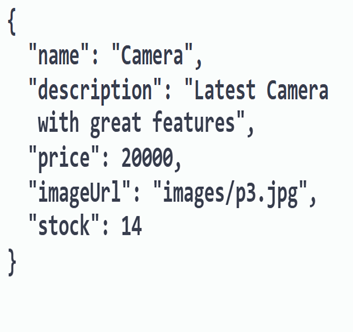 {
"name": "Camera",
"description": "Latest Camera
with great features",
"price": 20000,
"imageUrl": "images/p3.jpg",
"stock": 14
}